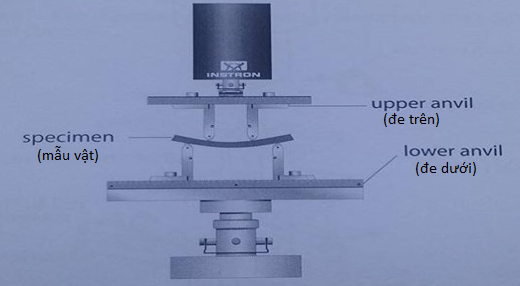 INSTRON
upper anvil
(đe trên)
specimen
(mẫu vật)
lower anvil
(đe dưới)